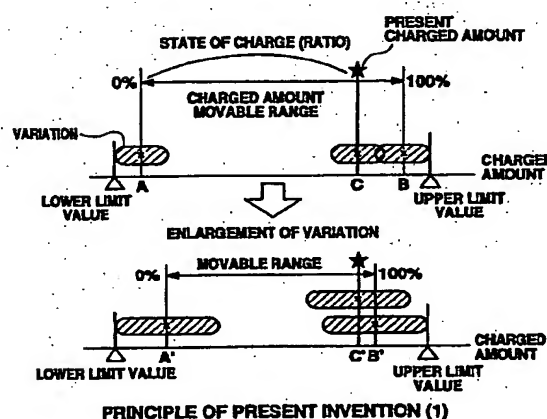 PRESENT
CHARGED AMOUNT
STATE OF CHARGE (RATIO)
0%
100%
CHARGED AMOUNT
MOVABLE RANGE
VARIATION
CHARGED
AMOUNT
A
C
B
LOWER LIMIT
VALUE
UPPER LIMIT
VALUE
ENLARGEMENT OF VARIATION
0%
MOVABLE RANGE
100%
CHARGED
AMOUNT
A'
C'
B'
LOWER LIMIT VALUE
UPPER LIMIT
VALUE
PRINCIPLE OF PRESENT INVENTION (1)